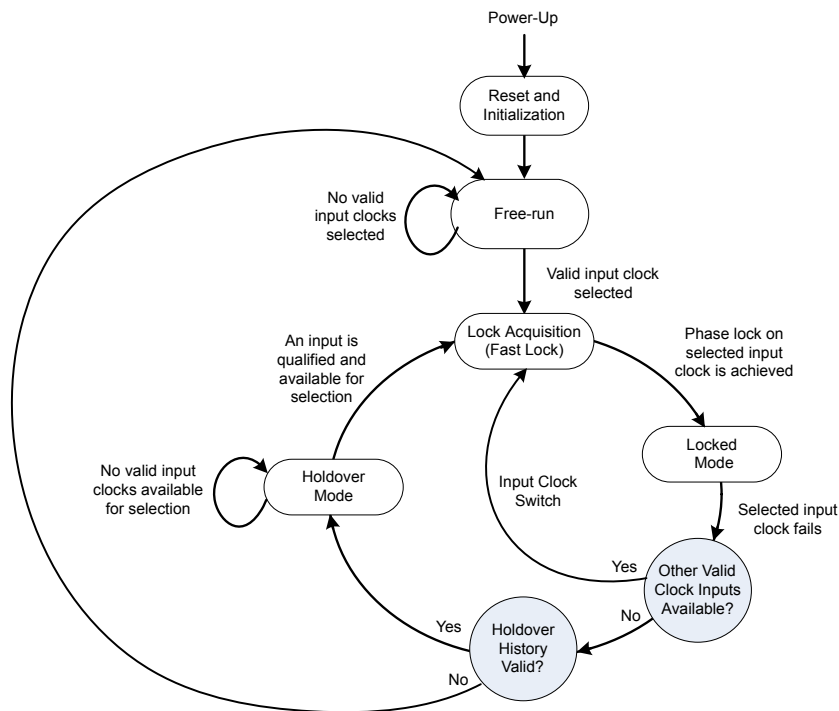 Power-Up
Reset and
Initialization
No valid
input clocks
selected
Free-run
Valid input clock
selected
Lock Acquisition
(Fast Lock)
An input is
qualified and
available for
selection
Phase lock on
selected input
clock is achieved
Locked
Mode
No valid input
clocks available
for selection
Holdover
Mode
Input Clock
Switch
Selected input
clock fails
Yes
Other Valid
Clock Inputs
Available?
No
Yes
Holdover
History
Valid?
No